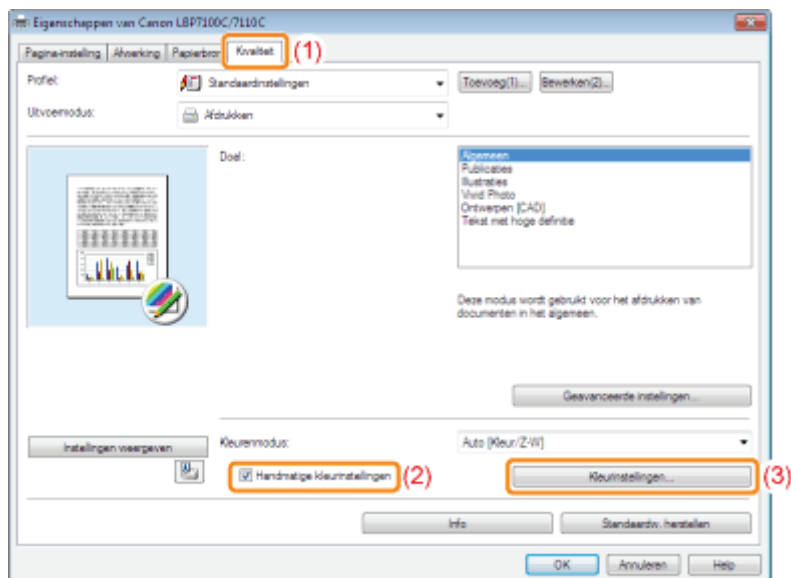 Eigenschappen van Canon LBP7100C/7110C
Pagina-instelling Afwerking Papierbron Kwaliteit (1)
Profiel: Standaardinstellingen Toevoeg(1)... Bewerken(2)...
Uitvoermodus: Afdrukken
Doel:
Algemeen
Publicaties
Illustraties
Vivid Photo
Ontwerpen [CAD]
Tekst met hoge definitie
Deze modus wordt gebruikt voor het afdrukken van
documenten in het algemeen.
Geavanceerde instellingen...
Instellingen weergeven Kleurenmodus: Auto [Kleur/Z-W]
Handmatige kleurinstellingen (2) Kleurinstellingen... (3)
Info Standaardw. herstellen
OK Annuleren Help